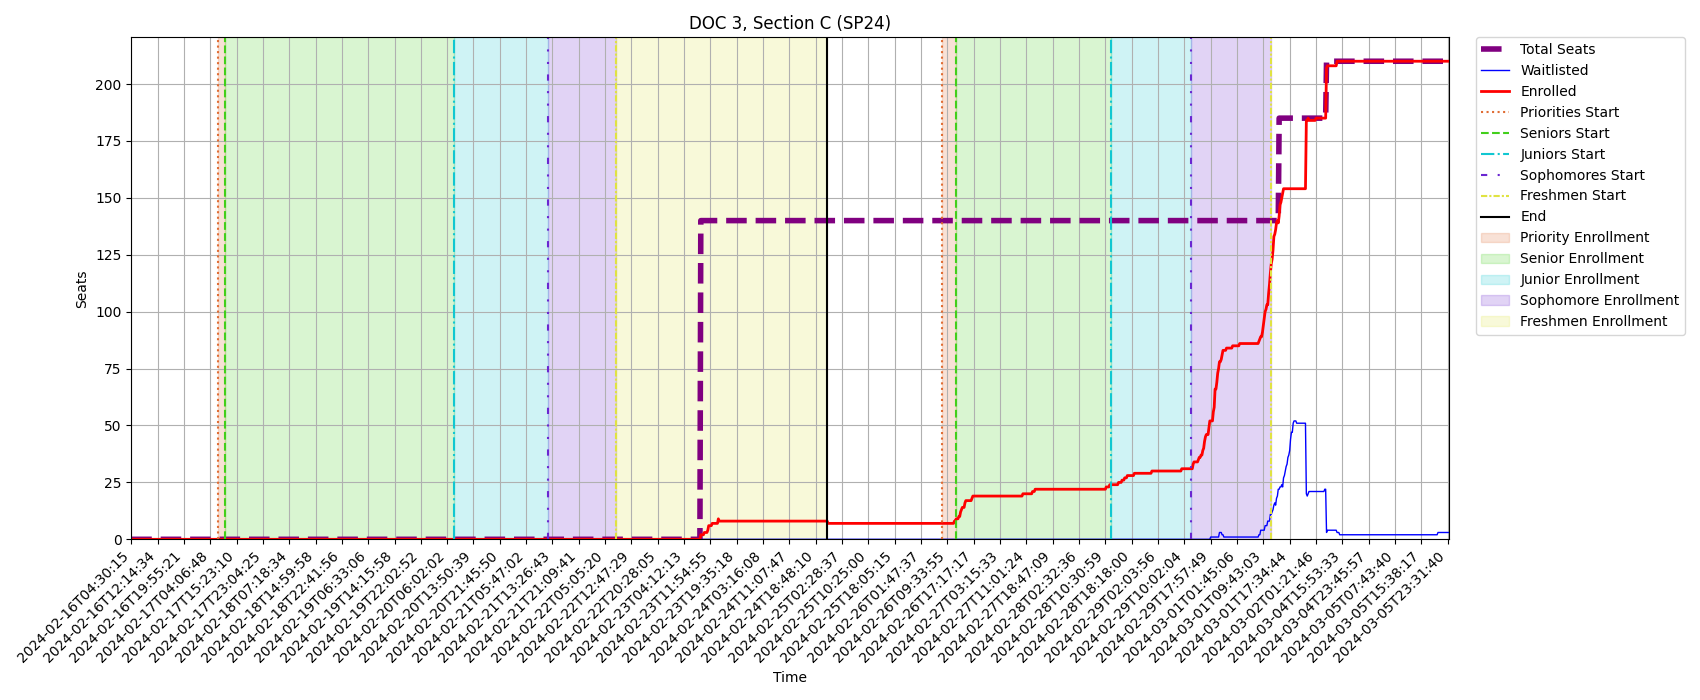 DOC 3, Section C (SP24)
Seats
200
175
150
125
100
75
50
25
0
2024-02-16T04:30:15
2024-02-16T12:14:34
2024-02-16T19:55:21
2024-02-17T04:06:48
2024-02-17T15:23:10
2024-02-17T23:04:25
2024-02-18T07:18:34
2024-02-18T14:59:58
2024-02-18T22:41:56
2024-02-19T06:33:06
2024-02-19T14:15:58
2024-02-19T22:02:52
2024-02-20T06:02:02
2024-02-20T13:50:39
2024-02-20T21:45:50
2024-02-21T05:47:02
2024-02-21T13:26:43
2024-02-21T21:09:41
2024-02-22T05:05:20
2024-02-22T12:47:29
2024-02-22T20:28:05
2024-02-23T04:12:13
2024-02-23T11:54:55
2024-02-23T19:35:18
2024-02-24T03:16:08
2024-02-24T11:07:47
2024-02-24T18:48:10
2024-02-25T02:28:37
2024-02-25T10:25:00
2024-02-25T18:05:15
2024-02-26T01:47:37
2024-02-26T09:33:55
2024-02-26T17:17:17
2024-02-27T03:15:33
2024-02-27T11:01:24
2024-02-27T18:47:09
2024-02-28T02:32:36
2024-02-28T10:30:59
2024-02-28T18:18:00
2024-02-29T02:03:56
2024-02-29T10:02:04
2024-02-29T17:57:49
2024-03-01T01:45:06
2024-03-01T09:43:03
2024-03-01T17:34:44
2024-03-02T01:21:46
2024-03-04T15:53:33
2024-03-04T23:45:57
2024-03-05T07:43:40
2024-03-05T15:38:17
2024-03-05T23:31:40
Time
Total Seats
Waitlisted
Enrolled
Priorities Start
Seniors Start
Juniors Start
Sophomores Start
Freshmen Start
End
Priority Enrollment
Senior Enrollment
Junior Enrollment
Sophomore Enrollment
Freshmen Enrollment